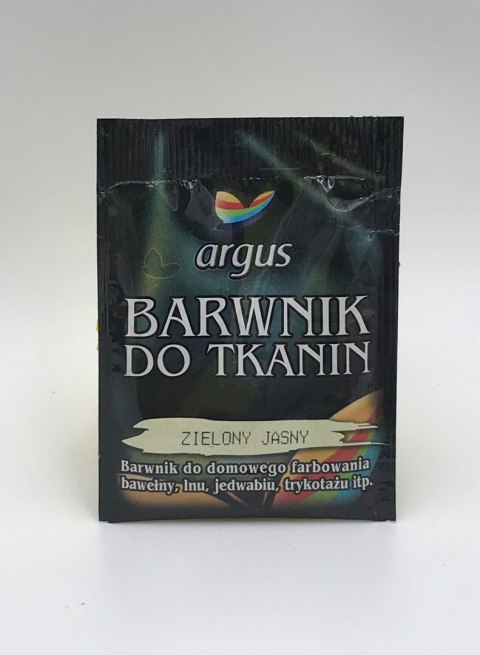 argus
BARWNIK
DO TKANIN
ZIELONY JASNY
Barwnik do domowego farbowania
bawełny, lnu, jedwabiu, trykotażu itp.